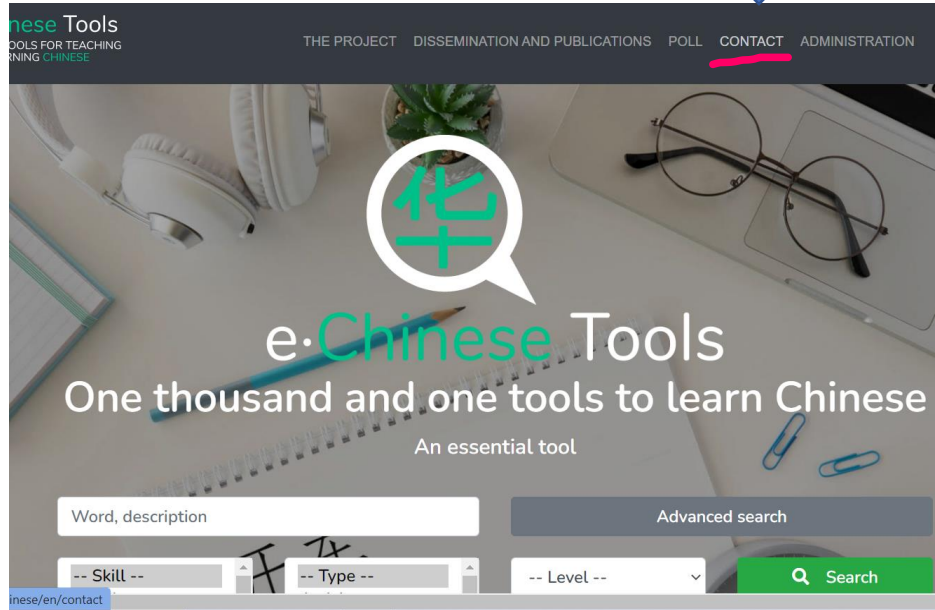 nese Tools
OOLS FOR TEACHING
RNING CHINESE
THE PROJECT DISSEMINATION AND PUBLICATIONS POLL CONTACT ADMINISTRATION
华
e·Chinese Tools
One thousand and one tools to learn Chinese
An essential tool
Word, description
Advanced search
-- Skill --
-- Type --
-- Level --
Search
inese/en/contact